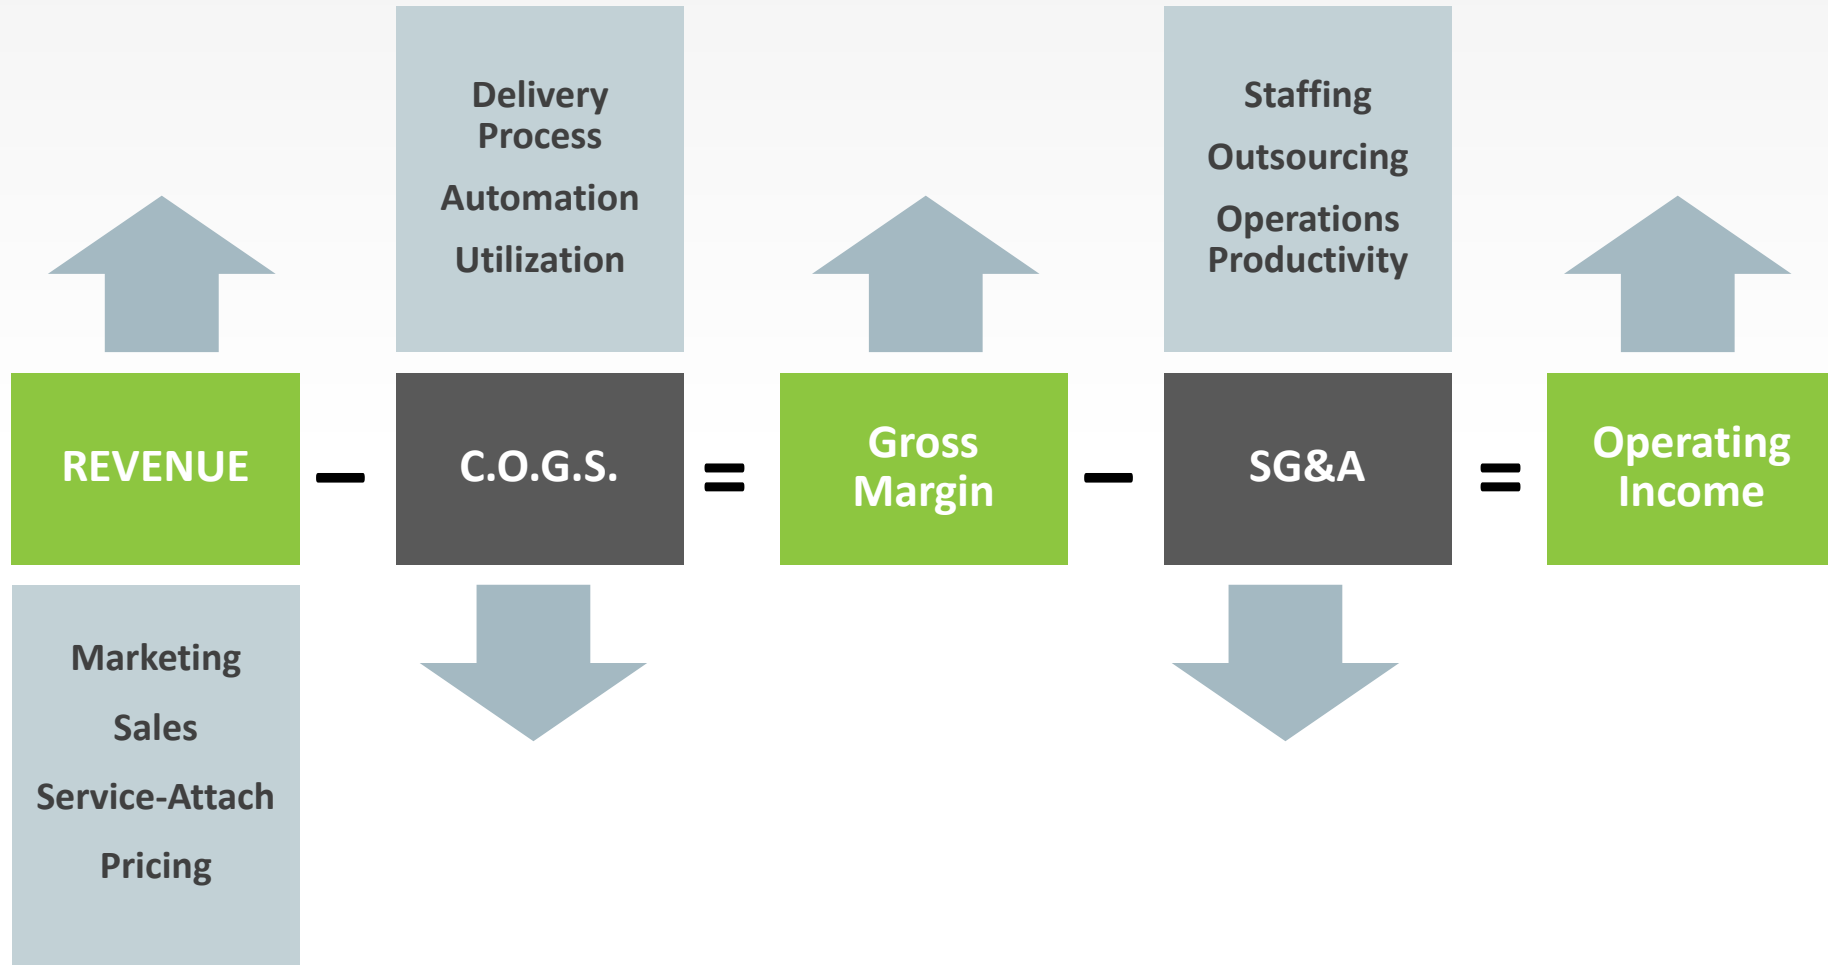 Delivery
Process
Automation
Utilization
Staffing
Outsourcing
Operations
Productivity
REVENUE
–
C.O.G.S.
=
Gross
Margin
–
SG&A
=
Operating
Income
Marketing
Sales
Service-Attach
Pricing